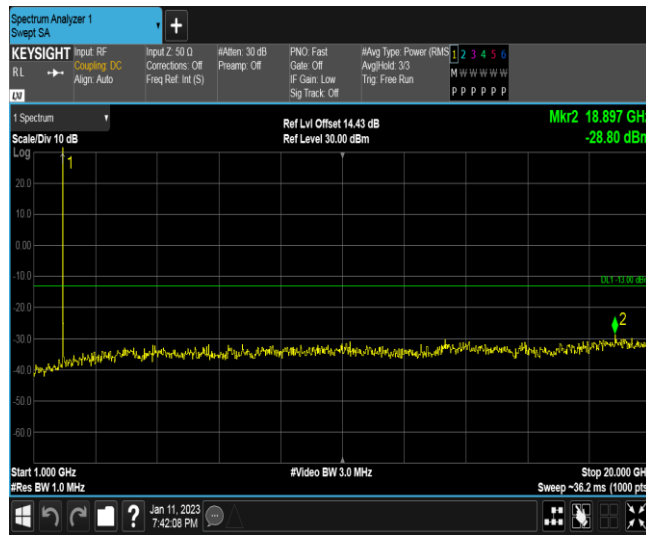 Spectrum Analyzer 1
Swept SA
KEYSIGHT
RL
LXI
Input: RF
Coupling: DC
Align: Auto
Input Z: 50 Ω
Corrections: Off
Freq Ref: Int (S)
#Atten: 30 dB
Preamp: Off
PNO: Fast
Gate: Off
IF Gain: Low
Sig Track: Off
#Avg Type: Power (RMS
Avg|Hold: 3/3
Trig: Free Run
1 2 3 4 5 6
M W W W W W
P P P P P P
1 Spectrum
Scale/Div 10 dB
Ref Lvl Offset 14.43 dB
Ref Level 30.00 dBm
Mkr2 18.897 GHz
-28.80 dBm
Log
1
20.0
10.0
0.00
-10.0
DL1 -13.00 dBm
-20.0
2
-30.0
-40.0
-50.0
-60.0
Start 1.000 GHz
#Video BW 3.0 MHz
Stop 20.000 GH
#Res BW 1.0 MHz
Sweep ~36.2 ms (1000 pts
Jan 11, 2023
7:42:08 PM